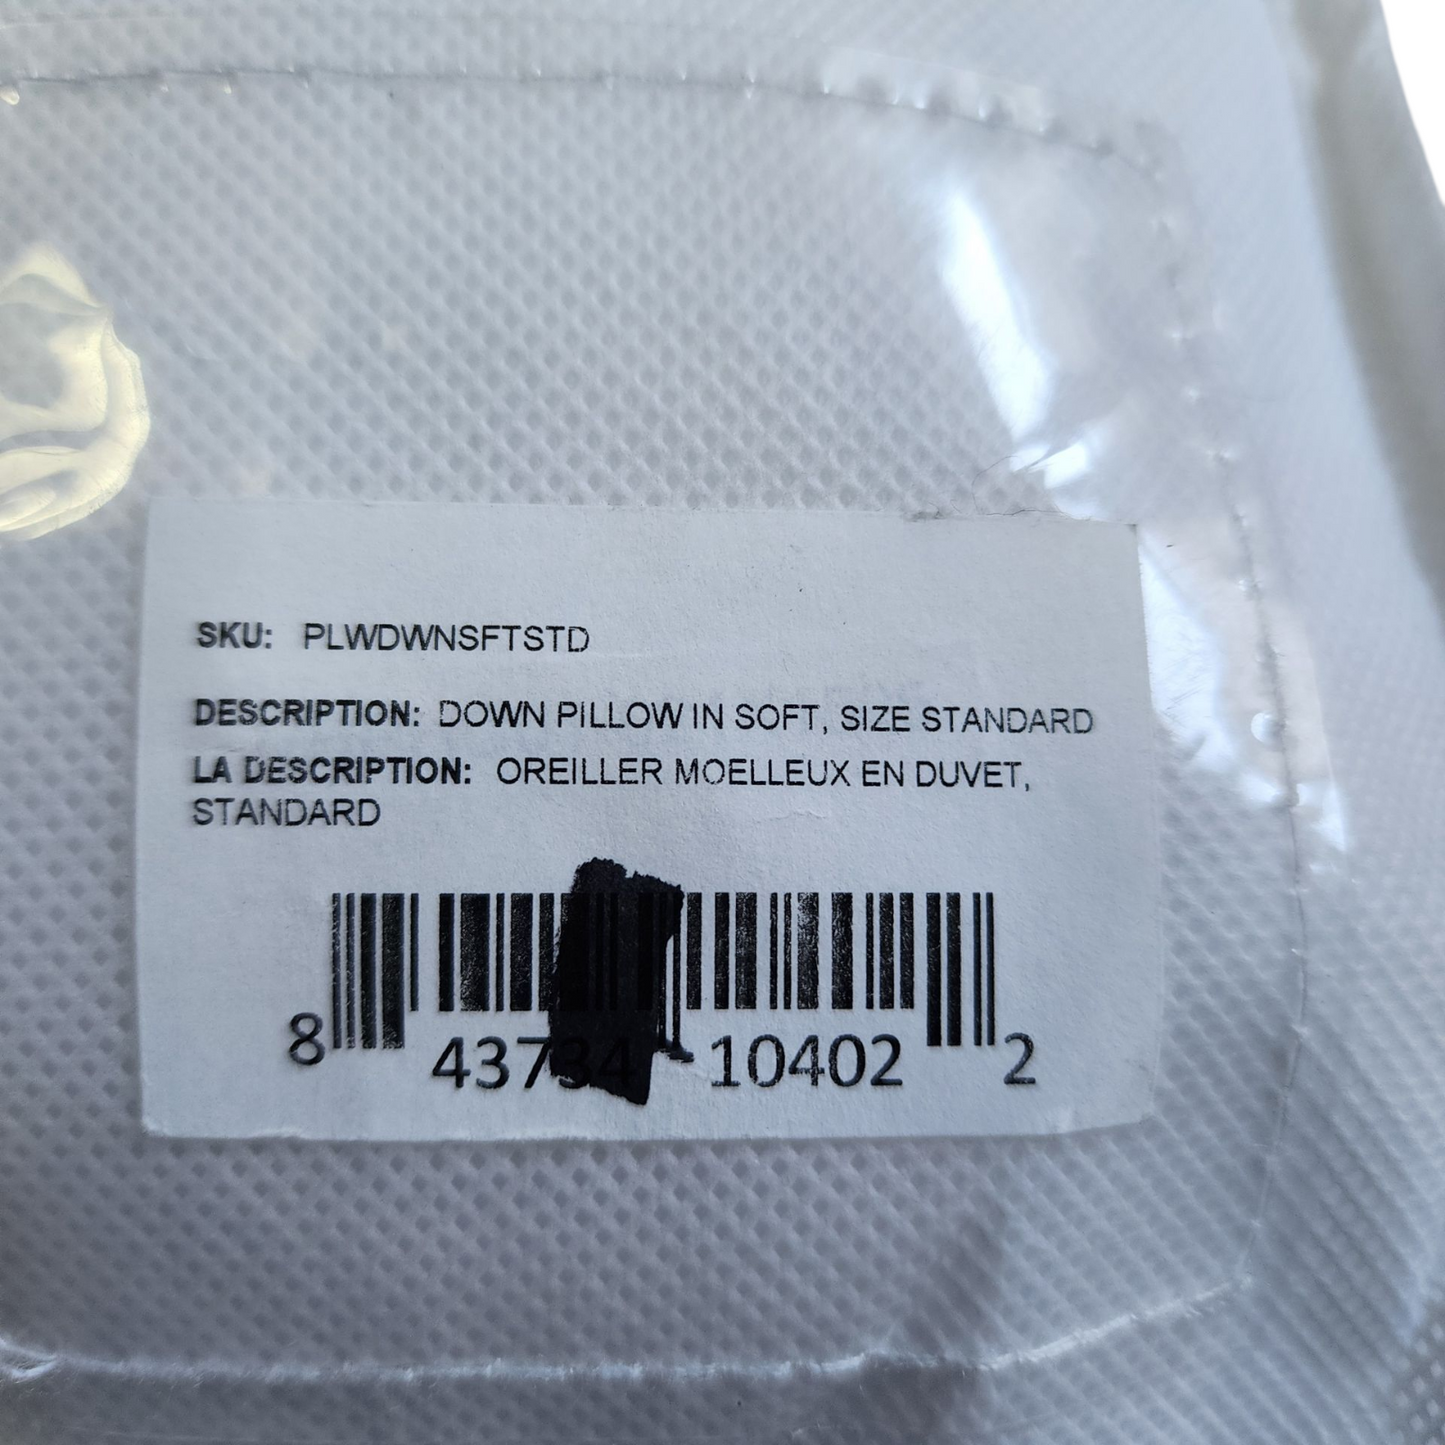 SKU: PLWDWNSFTSTD
DESCRIPTION: DOWN PILLOW IN SOFT, SIZE STANDARD
LA DESCRIPTION: OREILLER MOELLEUX EN DUVET,
STANDARD
8 43734 10402 2